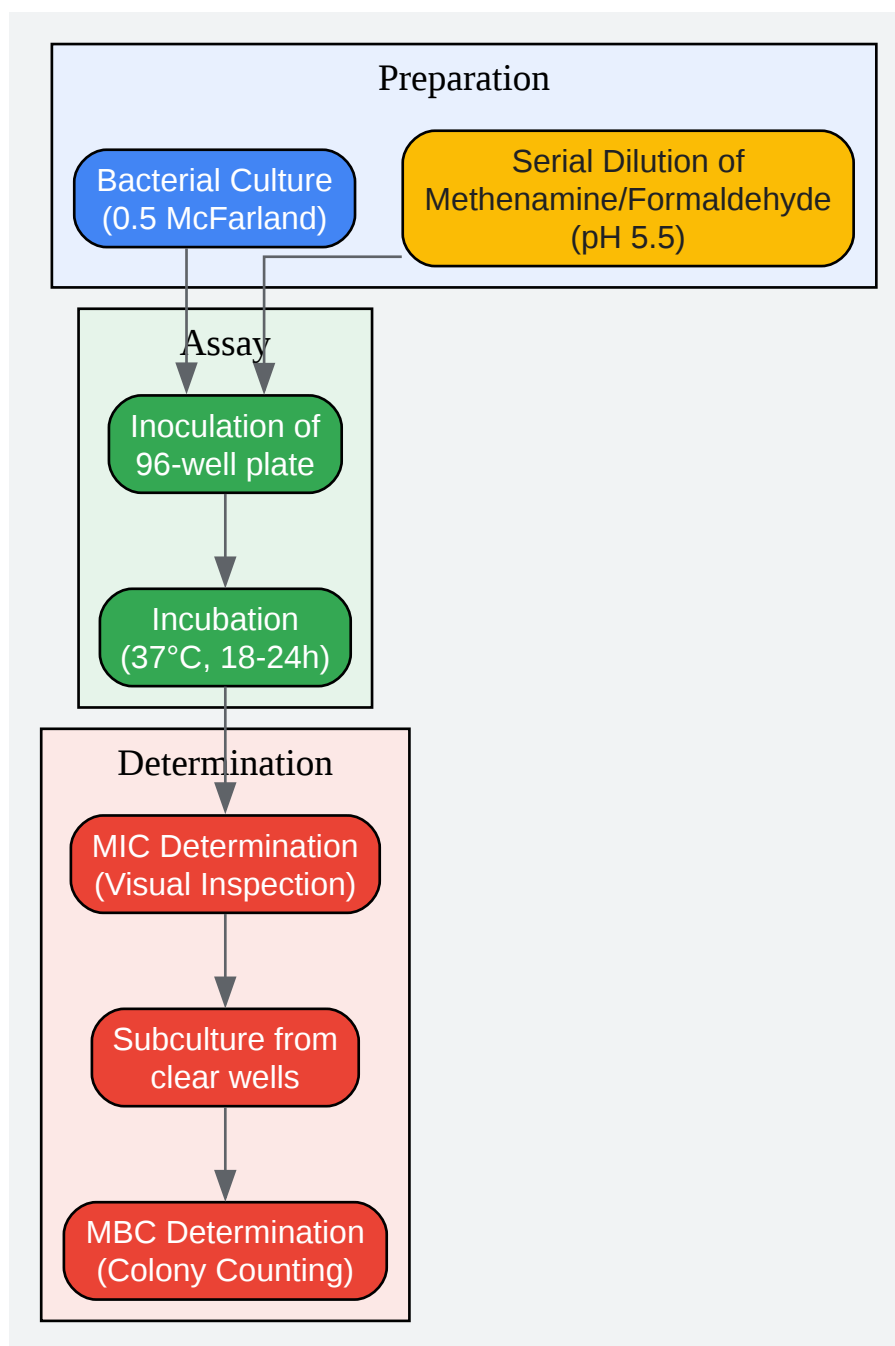 Preparation
Bacterial Culture
(0.5 McFarland)
Serial Dilution of
Methenamine/Formaldehyde
(pH 5.5)
Assay
Inoculation of
96-well plate
Incubation
(37°C, 18-24h)
Determination
MIC Determination
(Visual Inspection)
Subculture from
clear wells
MBC Determination
(Colony Counting)